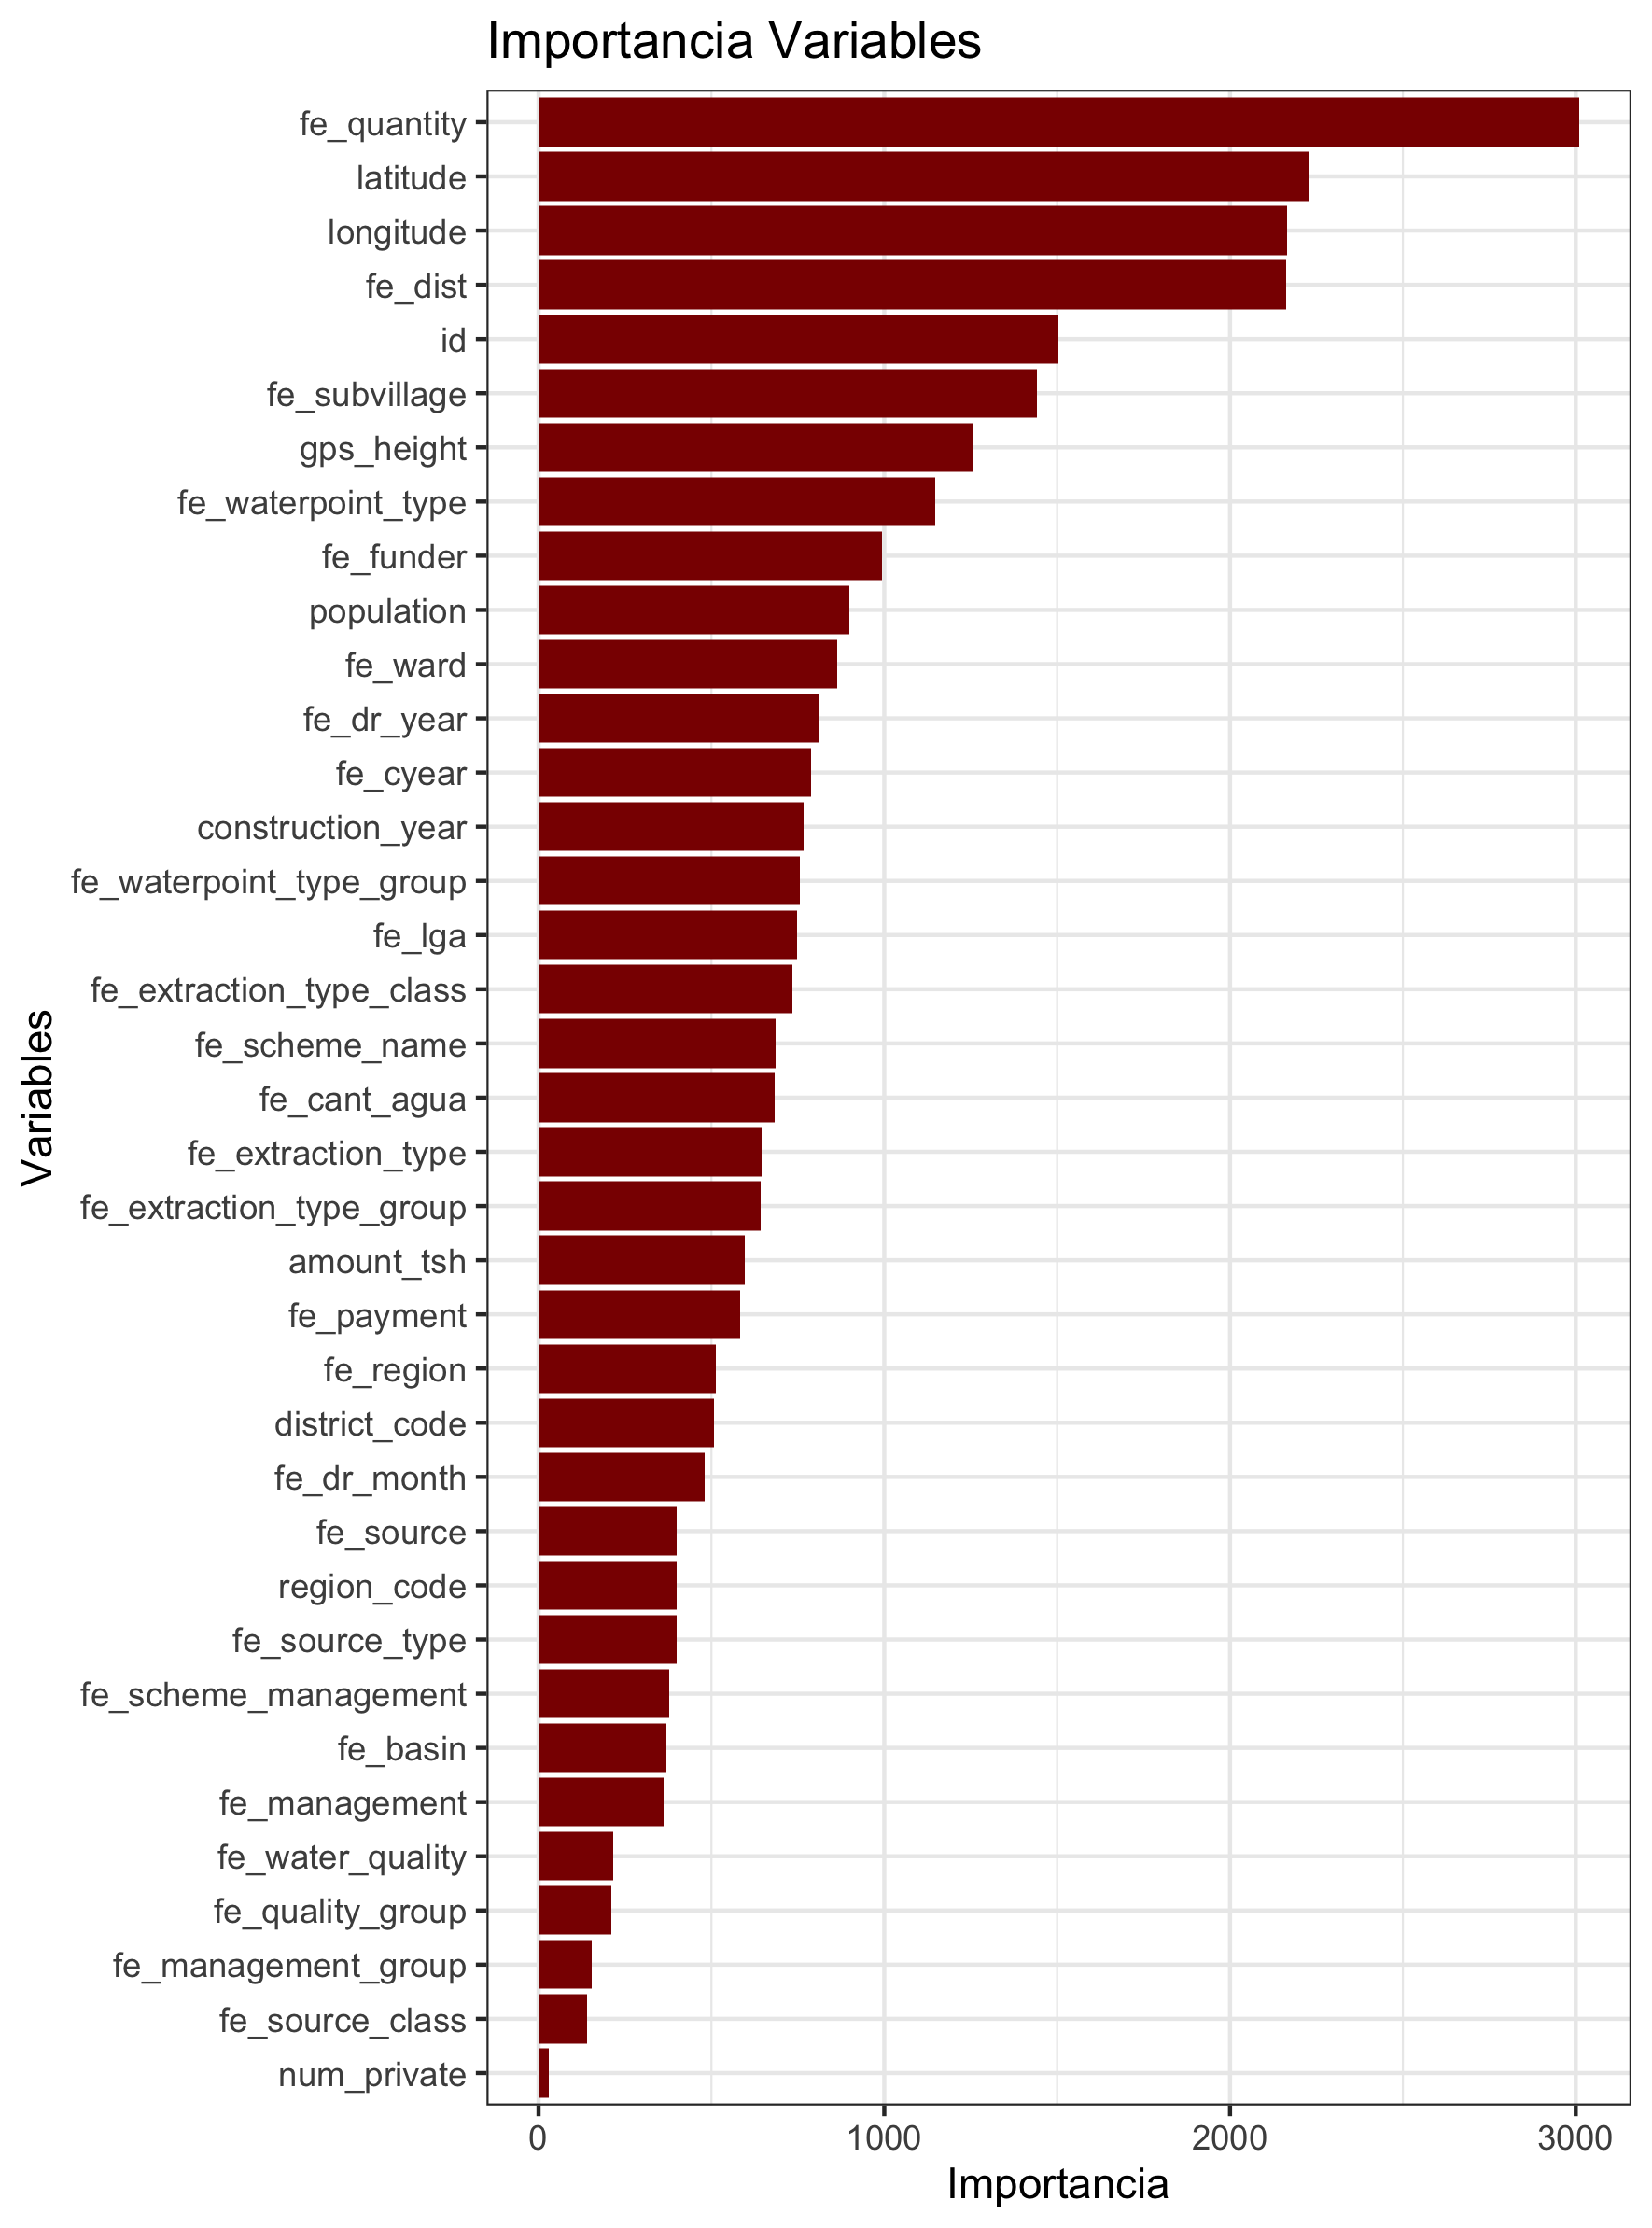 Importancia Variables
fe_quantity
latitude
longitude
fe_dist
id
fe_subvillage
gps_height
fe_waterpoint_type
fe_funder
population
fe_ward
fe_dr_year
fe_cyear
construction_year
fe_waterpoint_type_group
fe_lga
fe_extraction_type_class
fe_scheme_name
fe_cant_agua
fe_extraction_type
fe_extraction_type_group
amount_tsh
fe_payment
fe_region
district_code
fe_dr_month
fe_source
region_code
fe_source_type
fe_scheme_management
fe_basin
fe_management
fe_water_quality
fe_quality_group
fe_management_group
fe_source_class
num_private
Variables
0 1000 2000 3000
Importancia